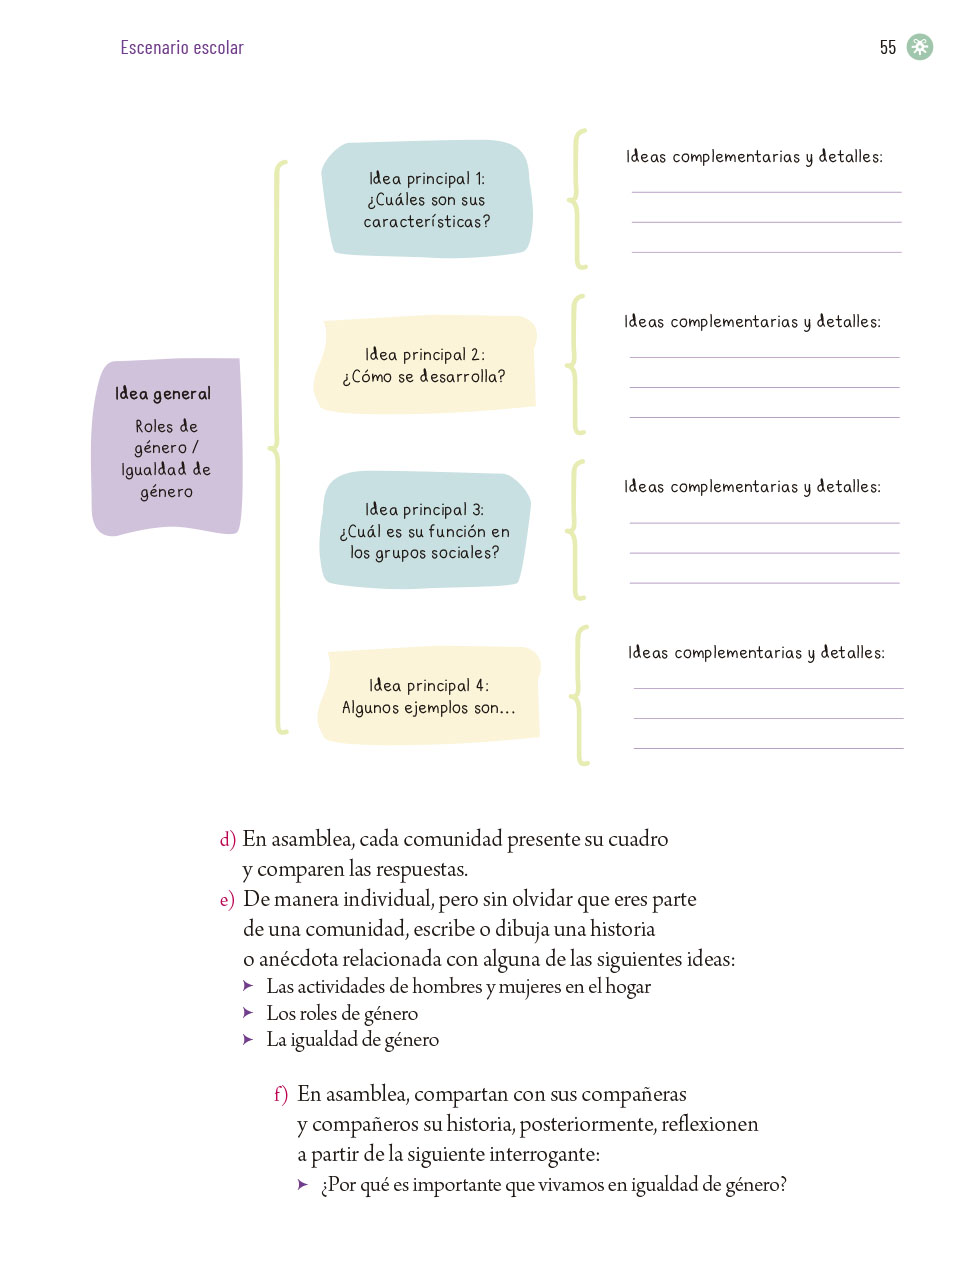 Escenario escolar
55
Idea general
Roles de
género /
Igualdad de
género
Idea principal 1:
¿Cuáles son sus
características?
Ideas complementarias y detalles:
Idea principal 2:
¿Cómo se desarrolla?
Ideas complementarias y detalles:
Idea principal 3:
¿Cuál es su función en
los grupos sociales?
Ideas complementarias y detalles:
Idea principal 4:
Algunos ejemplos son...
Ideas complementarias y detalles:
d) En asamblea, cada comunidad presente su cuadro
y comparen las respuestas.
e) De manera individual, pero sin olvidar que eres parte
de una comunidad, escribe o dibuja una historia
o anécdota relacionada con alguna de las siguientes ideas:
➤ Las actividades de hombres y mujeres en el hogar
➤ Los roles de género
➤ La igualdad de género
f) En asamblea, compartan con sus compañeras
y compañeros su historia, posteriormente, reflexionen
a partir de la siguiente interrogante:
➤ ¿Por qué es importante que vivamos en igualdad de género?